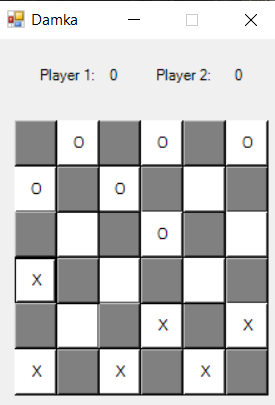 Damka
Player 1: 0 Player 2: 0
O O O
O O
O
X
X X
X X X